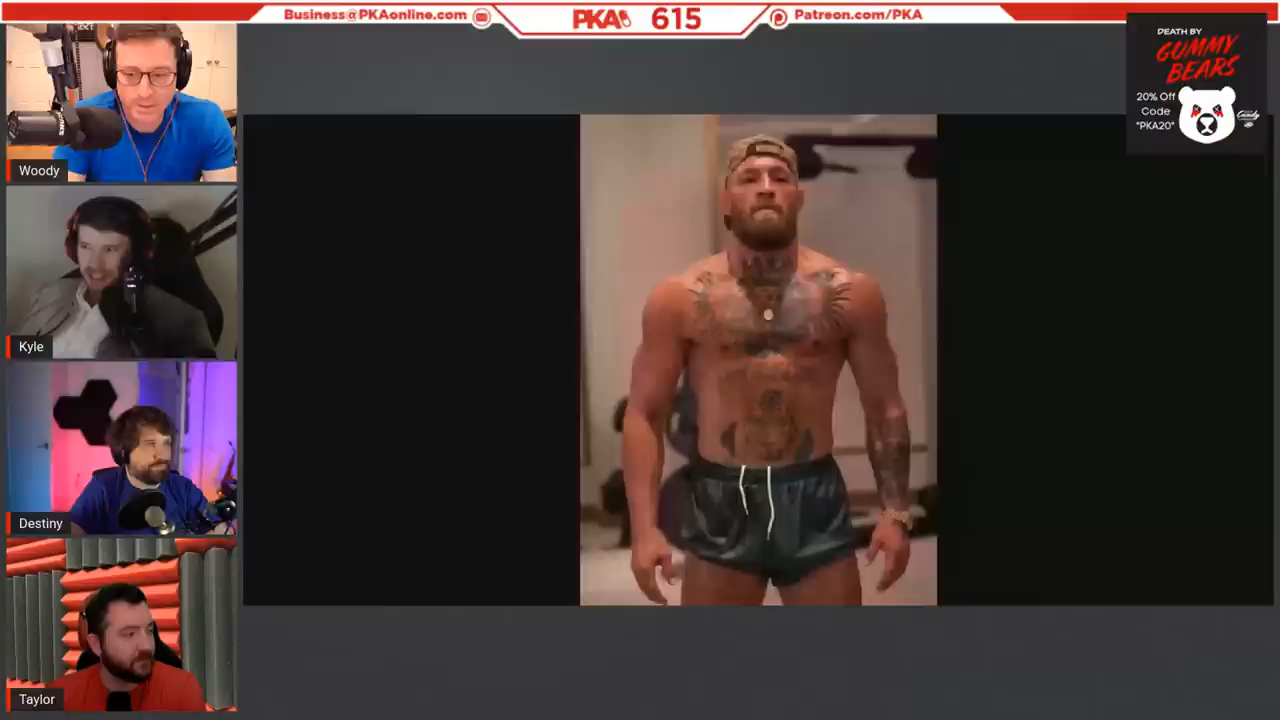 Business@PKAonline.com
PKA 615
Patreon.com/PKA
DEATH BY
GUMMY
BEARS
20% Off
Code
"PKA20"
Candy
Woody
Kyle
Destiny
Taylor